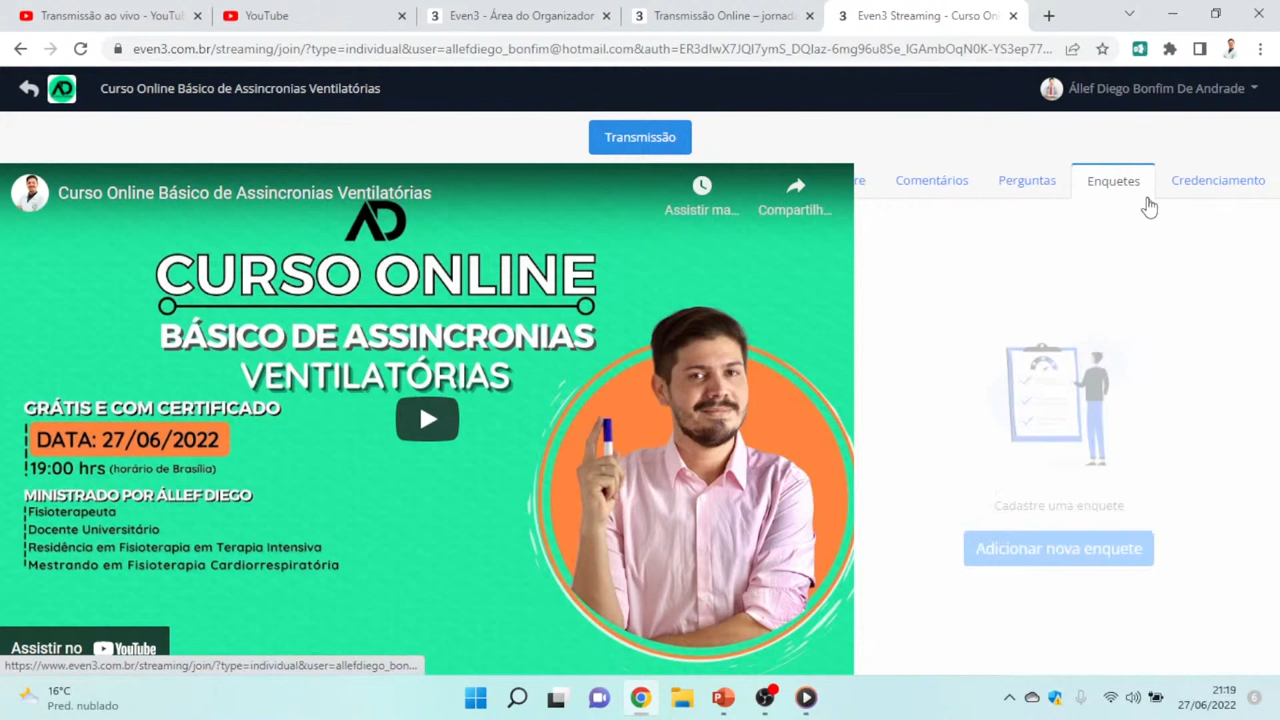 Transmissão ao vivo - YouTu
YouTube
Even3 - Área do Organizador
Transmissão Online – jornad
Even3 Streaming - Curso On
even3.com.br/streaming/join/?type=individual&user=allefdiego_bonfim@hotmail.com&auth=ER3dIwX7JQI7ymS_DQIaz-6mg96u8Se_IGAmbOqN0K-YS3ep77...
AD
Curso Online Básico de Assincronias Ventilatórias
Állef Diego Bonfim De Andrade
Transmissão
re
Comentários
Perguntas
Enquetes
Credenciamento
Curso Online Básico de Assincronias Ventilatórias
Assistir ma...
Compartilh...
AD
CURSO ONLINE
BÁSICO DE ASSINCRONIAS
VENTILATÓRIAS
GRÁTIS E COM CERTIFICADO
DATA: 27/06/2022
19:00 hrs (horário de Brasília)
MINISTRADO POR ÁLLEF DIEGO
Fisioterapeuta
Docente Universitário
Residência em Fisioterapia em Terapia Intensiva
Mestrando em Fisioterapia Cardiorrespiratória
Assistir no YouTube
Cadastre uma enquete
Adicionar nova enquete
https://www.even3.com.br/streaming/join/?type=individual&user=allefdiego_bon...
16°C
Pred. nublado
21:19
27/06/2022
6